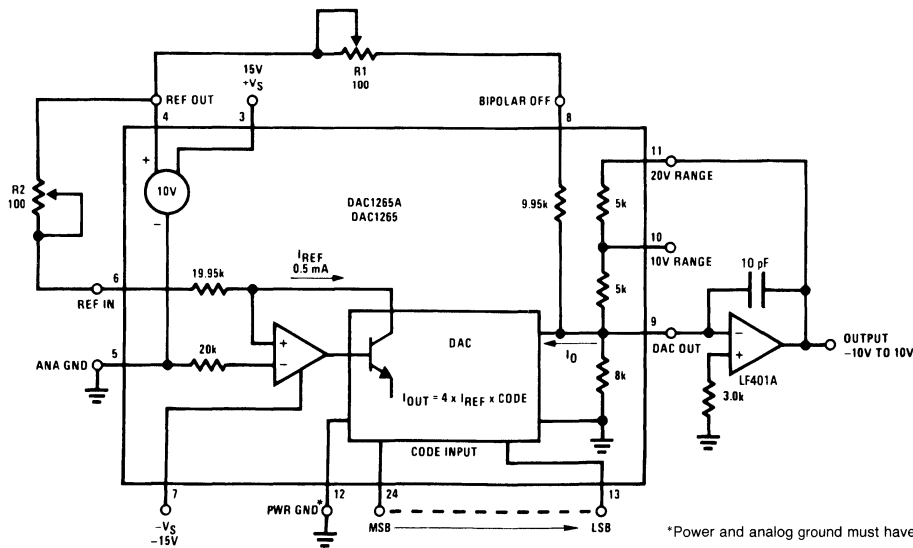 R1
100
15V
+VS
REF OUT
BIPOLAR OFF
4
3
8
11
20V RANGE
+
10V
−
R2
100
DAC1265A
DAC1265
9.95k
5k
10
10V RANGE
IREF
0.5 mA
10 pF
6
19.95k
5k
REF IN
9
DAC OUT
+
−
DAC
IO
−
+
OUTPUT
−10V TO 10V
5
ANA GND
20k
8k
LF401A
3.0k
IOUT = 4 x IREF x CODE
CODE INPUT
7
12
24
13
−VS
−15V
PWR GND*
MSB
LSB
*Power and analog ground must have